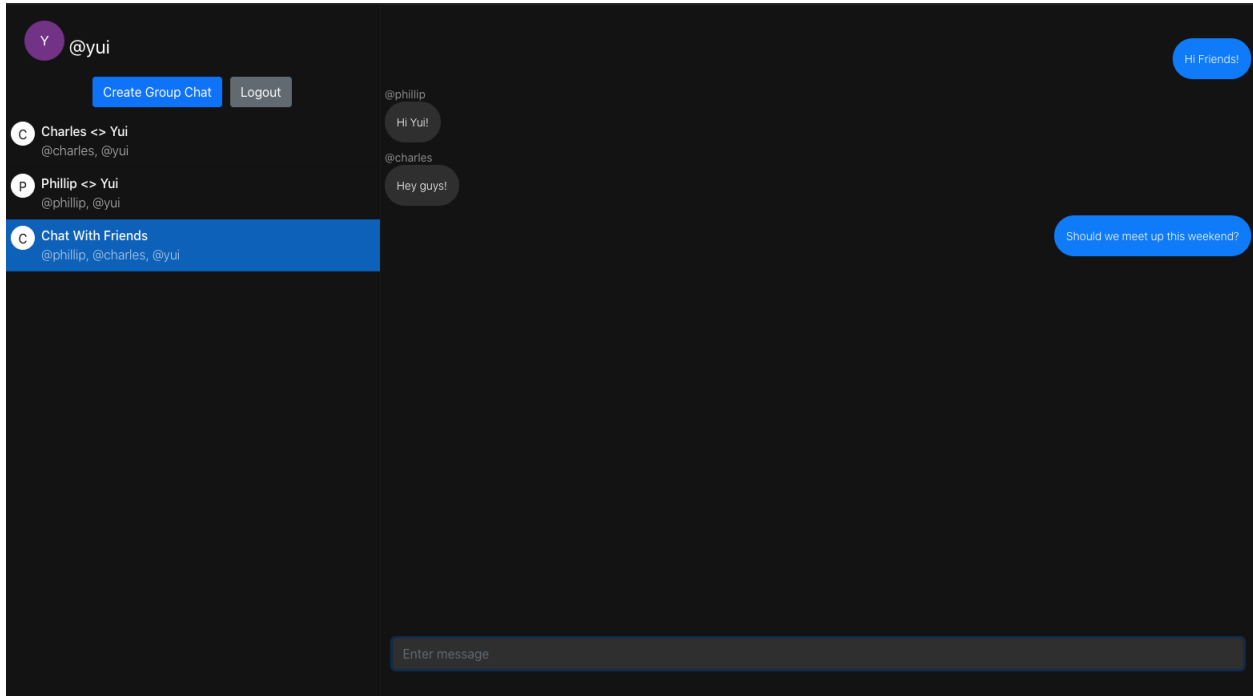 Y
@yui
Create Group Chat
Logout
C
Charles <> Yui
@charles, @yui
P
Phillip <> Yui
@phillip, @yui
C
Chat With Friends
@phillip, @charles, @yui
Hi Friends!
@phillip
Hi Yui!
@charles
Hey guys!
Should we meet up this weekend?
Enter message